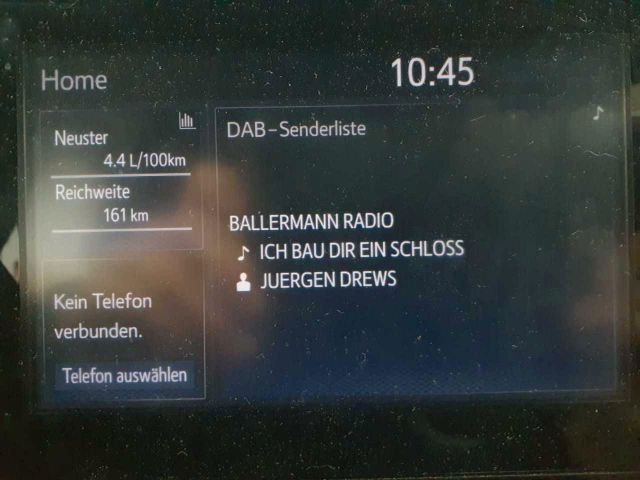 Home
10:45
Neuster
4.4 L/100km
Reichweite
161 km
Kein Telefon
verbunden.
Telefon auswählen
DAB-Senderliste
BALLERMANN RADIO
ICH BAU DIR EIN SCHLOSS
JUERGEN DREWS